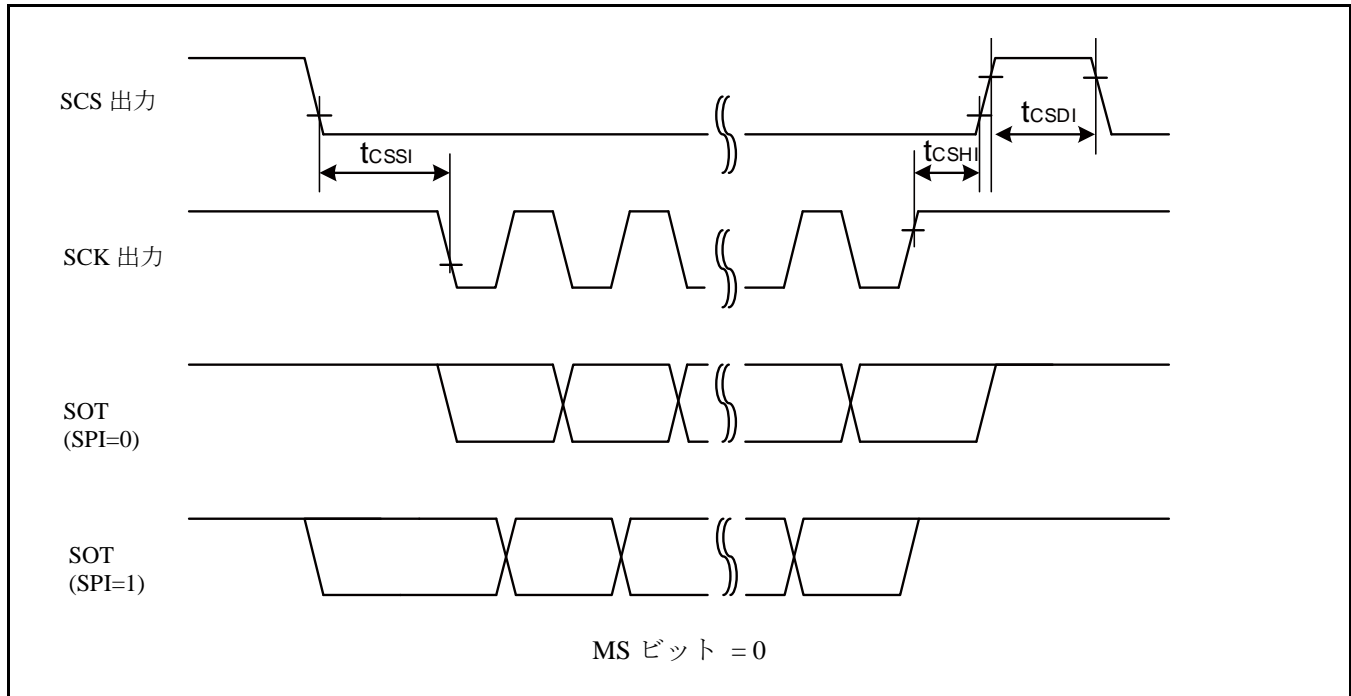 SCS 出力
tCSDI
tCSSI
tCSHI
SCK 出力
SOT
(SPI=0)
SOT
(SPI=1)
MS ビット = 0